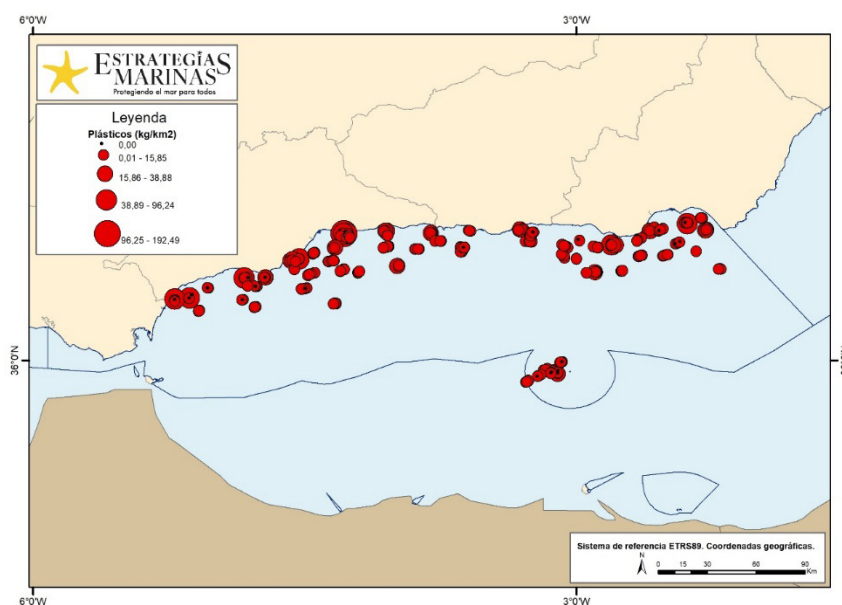 6°0'W 3°0'W
ESTRATEGIAS
MARINAS
Protegiendo el mar para todos
Leyenda
Plásticos (kg/km2)
0,00
0,01 - 15,85
15,86 - 38,88
38,89 - 96,24
96,25 - 192,49
36°0'N
Sistema de referencia ETRS89. Coordenadas geográficas.
N
0 15 30 60 90
Km
6°0'W 3°0'W